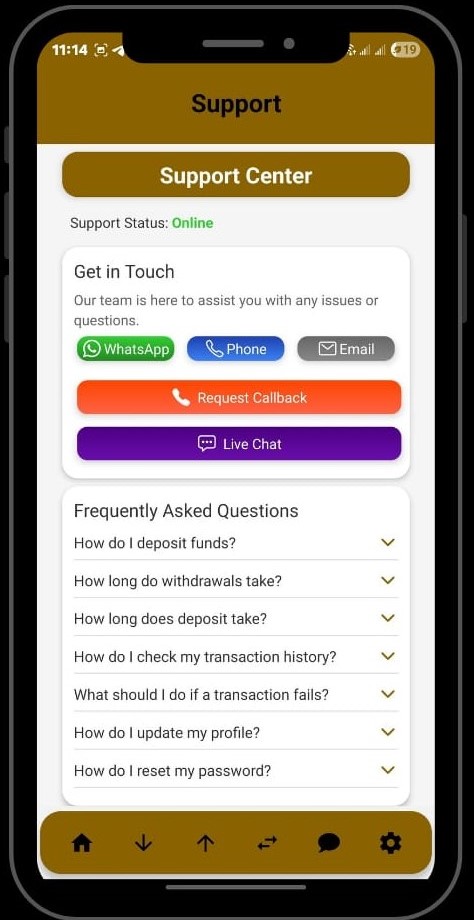 11:14
19
Support
Support Center
Support Status: Online
Get in Touch
Our team is here to assist you with any issues or
questions.
WhatsApp
Phone
Email
Request Callback
Live Chat
Frequently Asked Questions
How do I deposit funds?
How long do withdrawals take?
How long does deposit take?
How do I check my transaction history?
What should I do if a transaction fails?
How do I update my profile?
How do I reset my password?